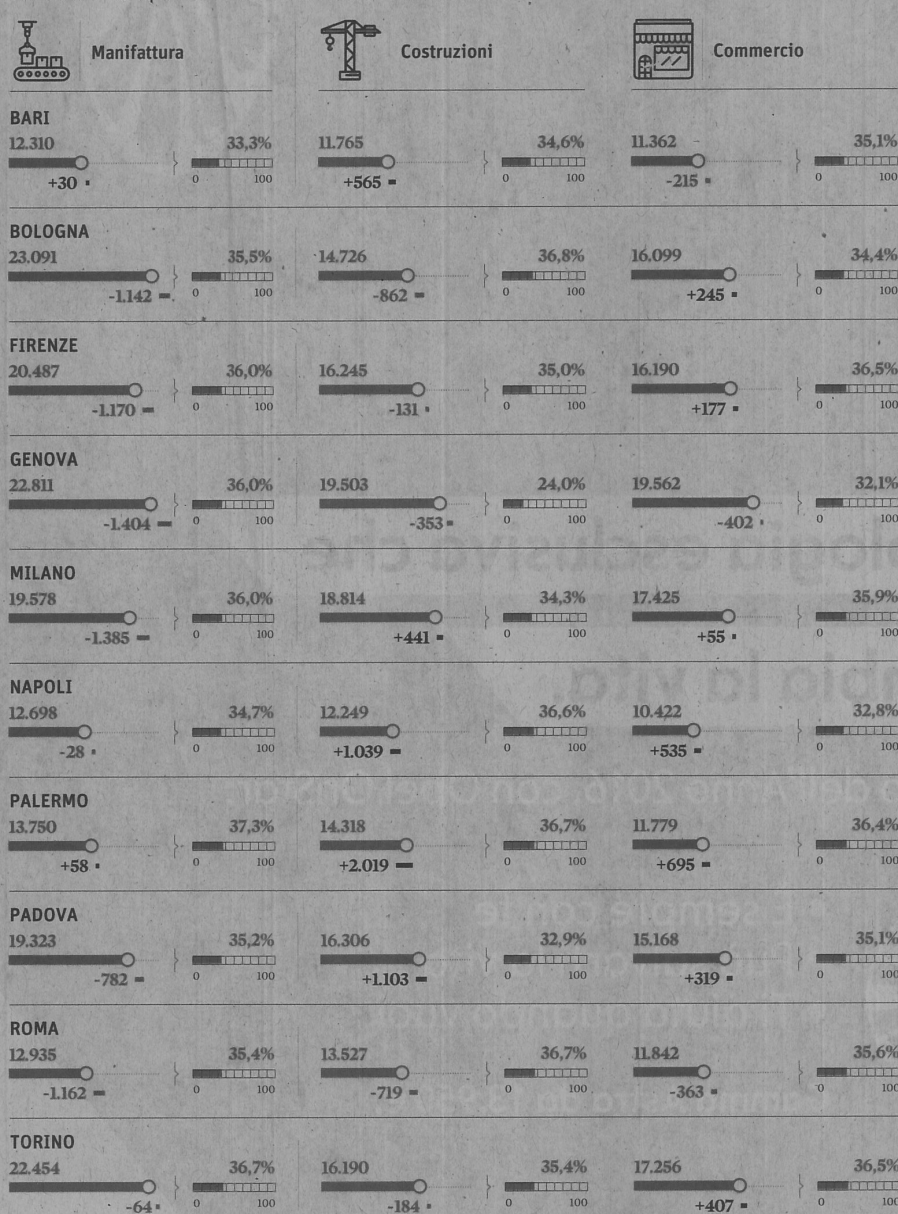 Manifattura Costruzioni Commercio
BARI
12.310 33,3% 11.765 34,6% 11.362 35,1%
0 100 0 100 0 100
+30 +565 -215
BOLOGNA
23.091 35,5% 14.726 36,8% 16.099 34,4%
0 100 0 100 0 100
-1.142 -862 +245
FIRENZE
20.487 36,0% 16.245 35,0% 16.190 36,5%
0 100 0 100 0 100
-1.170 -131 +177
GENOVA
22.811 36,0% 19.503 24,0% 19.562 32,1%
0 100 0 100 0 100
-1.404 -353 -402
MILANO
19.578 36,0% 18.814 34,3% 17.425 35,9%
0 100 0 100 0 100
-1.385 +441 +55
NAPOLI
12.698 34,7% 12.249 36,6% 10.422 32,8%
0 100 0 100 0 100
-28 +1.039 +535
PALERMO
13.750 37,3% 14.318 36,7% 11.779 36,4%
0 100 0 100 0 100
+58 +2.019 +695
PADOVA
19.323 35,2% 16.306 32,9% 15.168 35,1%
0 100 0 100 0 100
-782 +1.103 +319
ROMA
12.935 35,4% 13.527 36,7% 11.842 35,6%
0 100 0 100 0 100
-1.162 -719 -363
TORINO
22.454 36,7% 16.190 35,4% 17.256 36,5%
0 100 0 100 0 100
-64 -184 +407